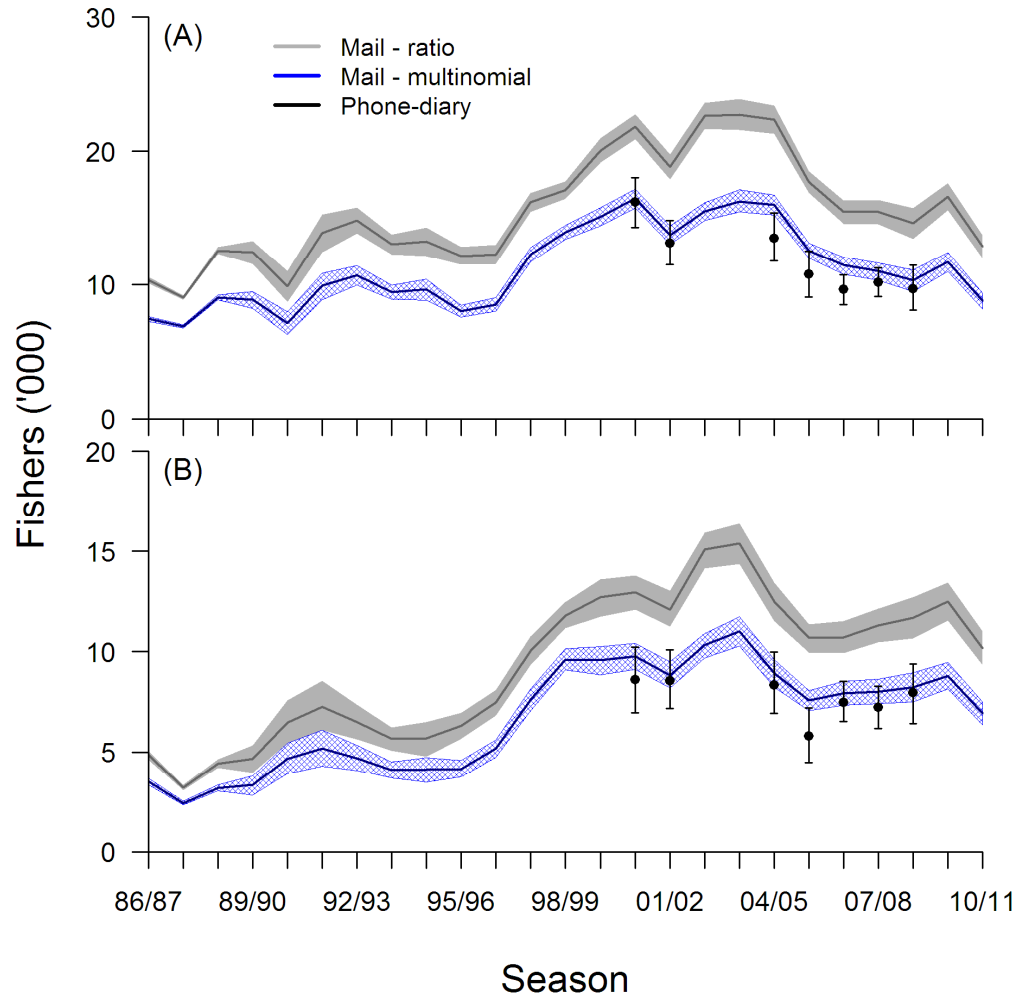 30
(A)
Mail - ratio
Mail - multinomial
Phone-diary
20
10
0
Fishers ('000)
20
(B)
15
10
5
0
86/87 89/90 92/93 95/96 98/99 01/02 04/05 07/08 10/11
Season